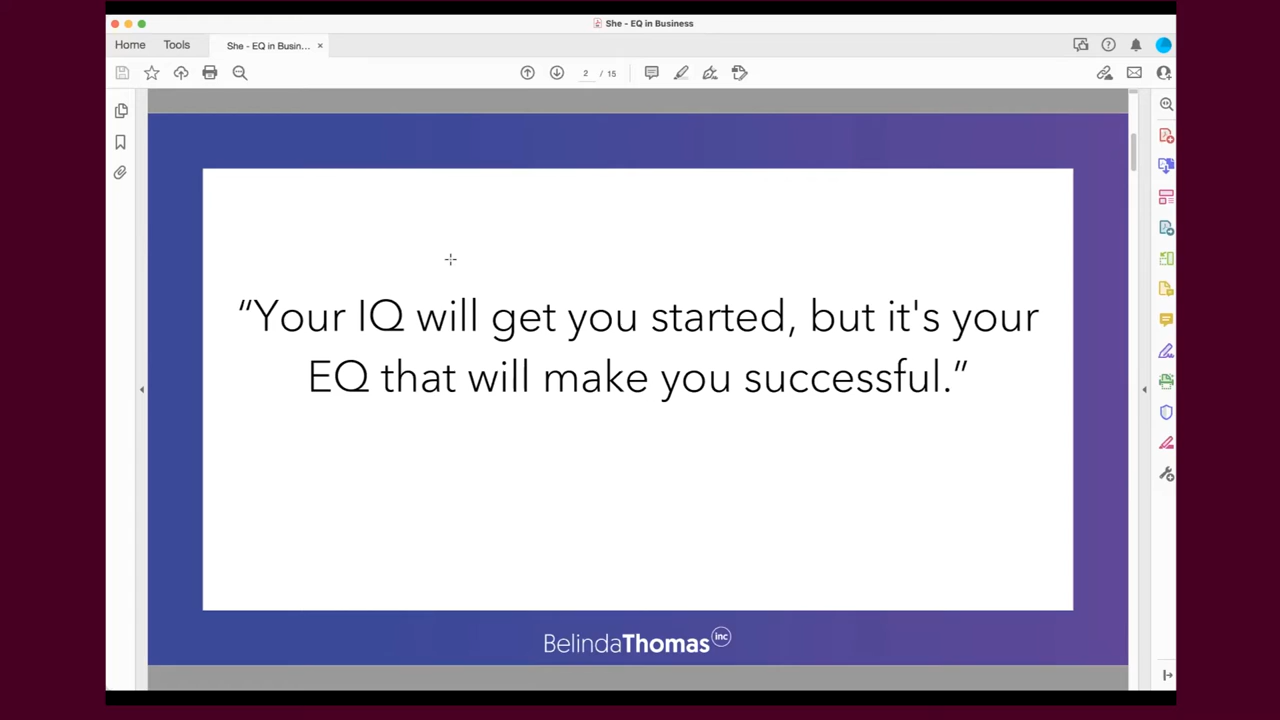 She - EQ in Business
Home Tools She - EQ in Busin... ×
2 / 15
“Your IQ will get you started, but it's your
EQ that will make you successful.”
BelindaThomas inc